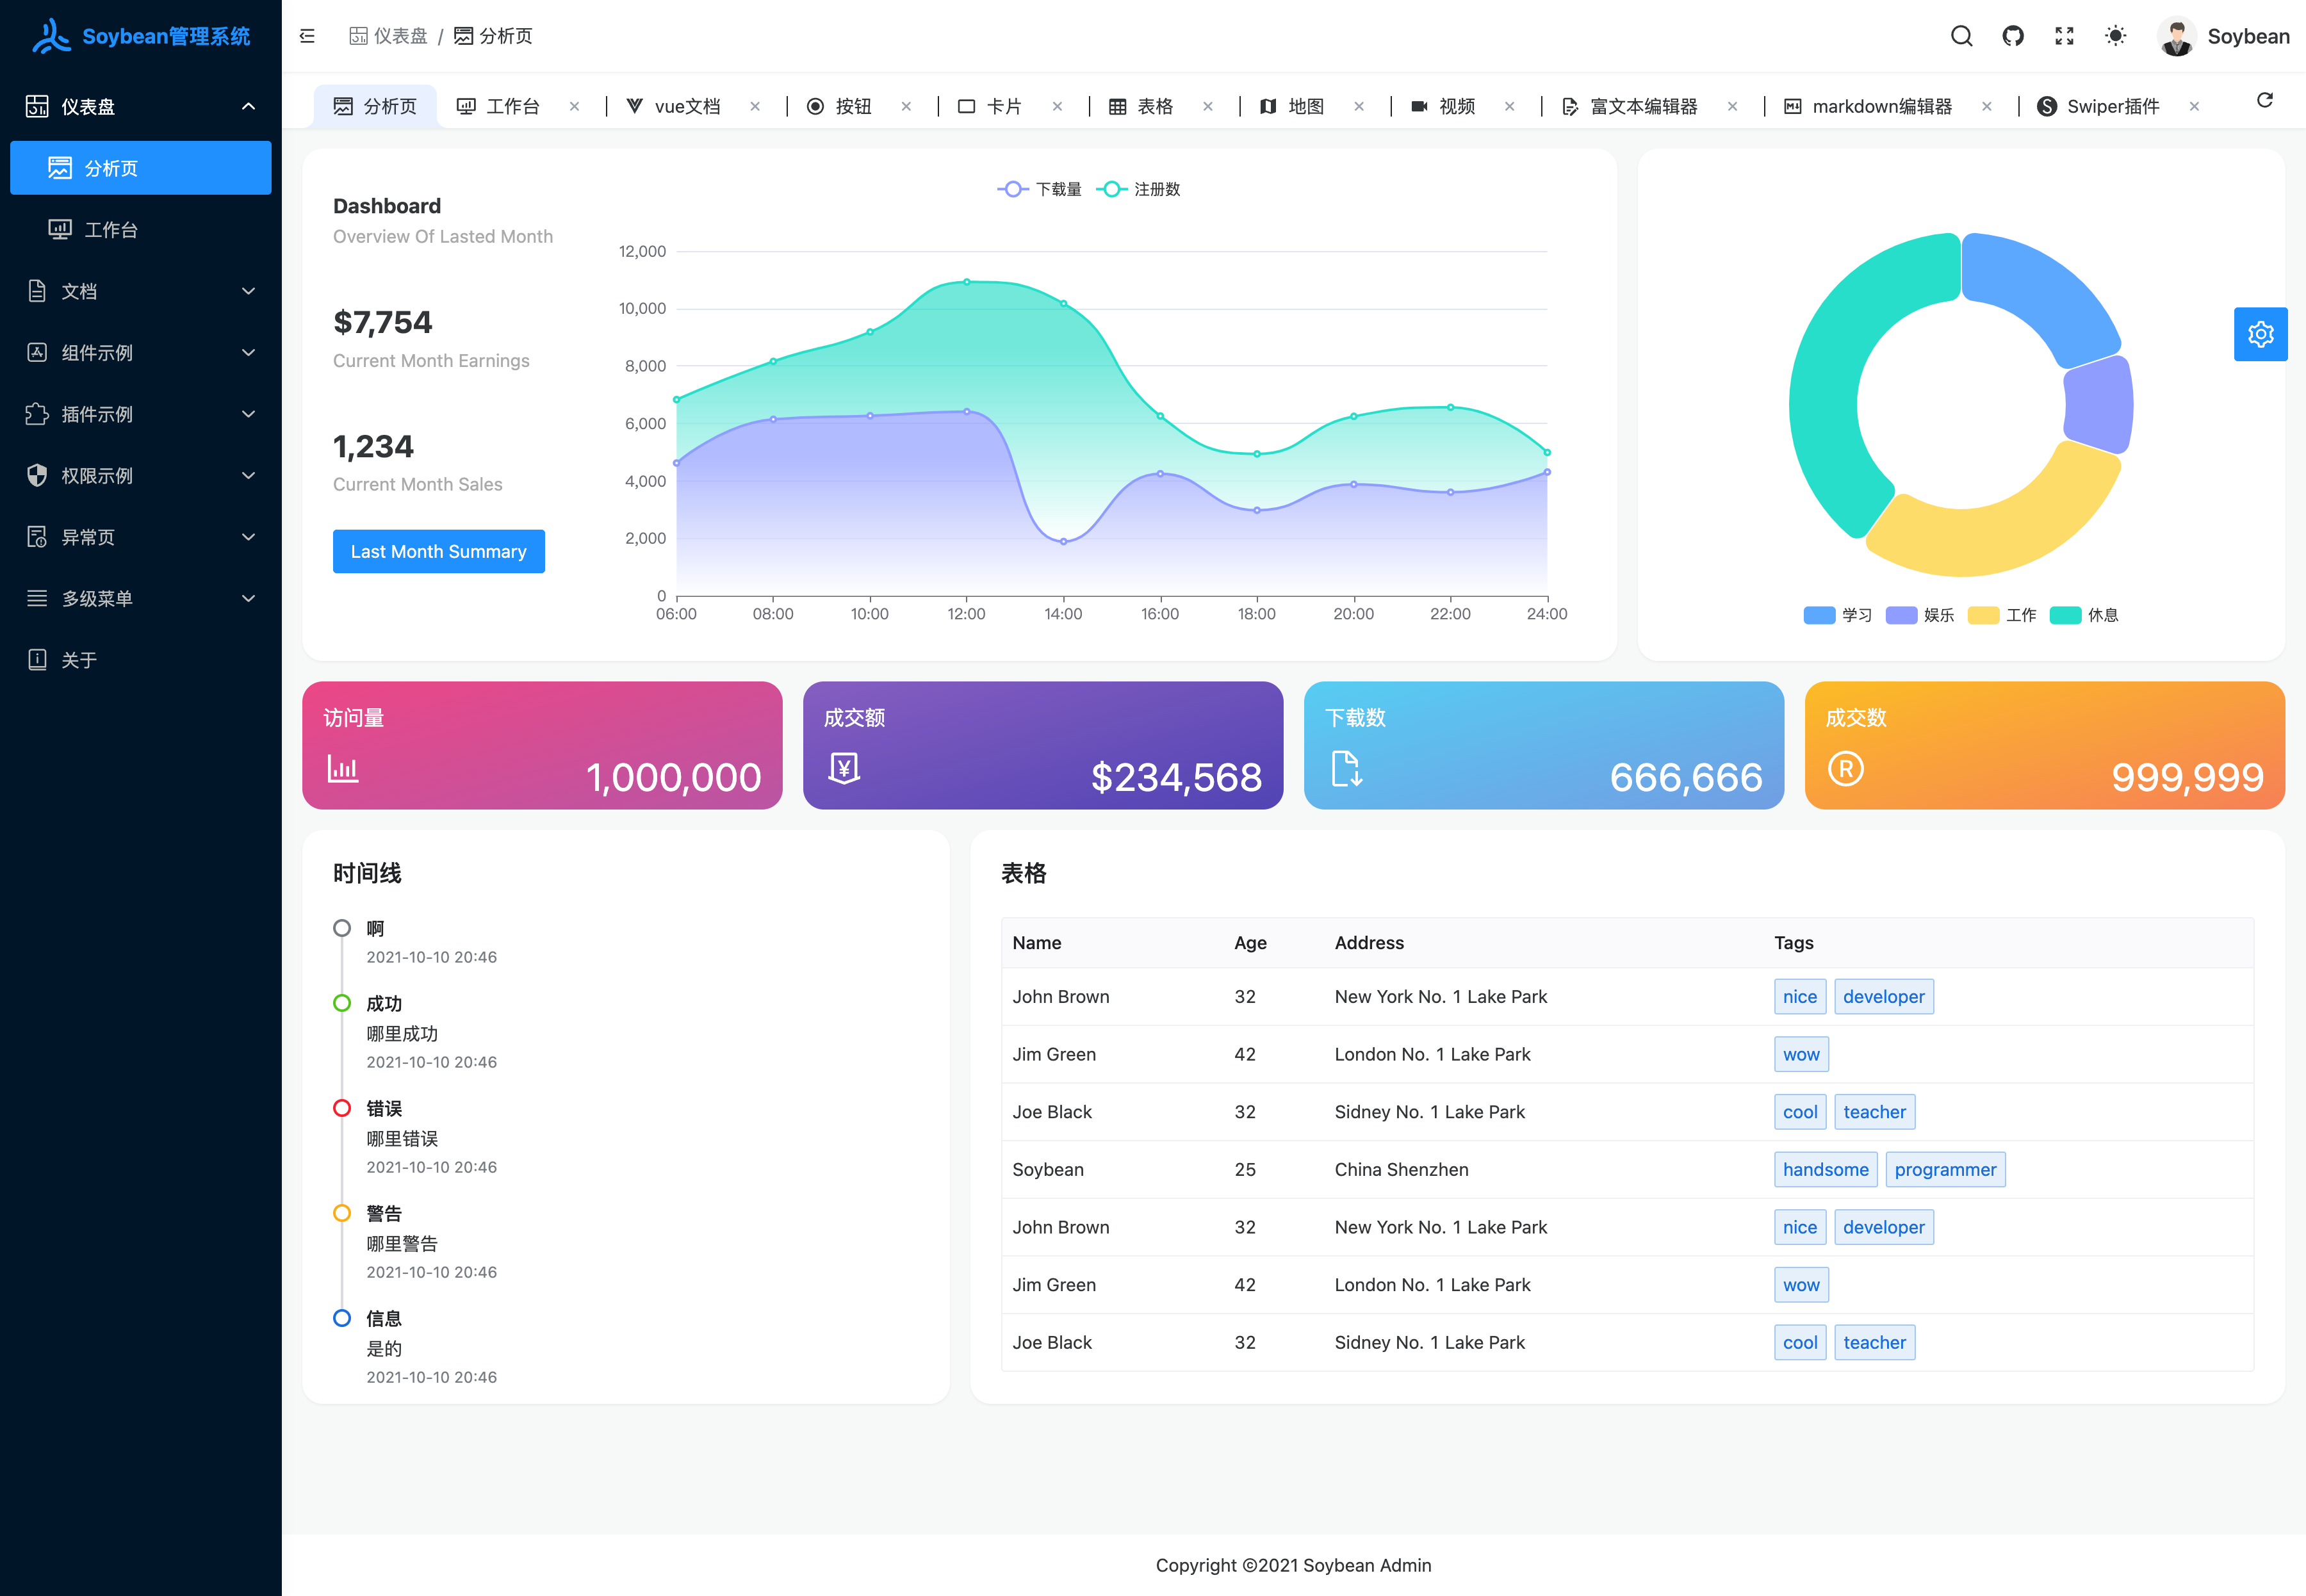 Soybean管理系统
仪表盘
分析页
工作台
文档
组件示例
插件示例
权限示例
异常页
多级菜单
关于
仪表盘 / 分析页
Soybean
分析页 工作台 vue文档 按钮 卡片 表格 地图 视频 富文本编辑器 markdown编辑器 Swiper插件
Dashboard
Overview Of Lasted Month
$7,754
Current Month Earnings
1,234
Current Month Sales
Last Month Summary
下载量 注册数
12,000
10,000
8,000
6,000
4,000
2,000
0
06:00 08:00 10:00 12:00 14:00 16:00 18:00 20:00 22:00 24:00
学习 娱乐 工作 休息
访问量
1,000,000
成交额
¥
$234,568
下载数
666,666
成交数
R
999,999
时间线
啊
2021-10-10 20:46
成功
哪里成功
2021-10-10 20:46
错误
哪里错误
2021-10-10 20:46
警告
哪里警告
2021-10-10 20:46
信息
是的
2021-10-10 20:46
表格
Name Age Address Tags
John Brown 32 New York No. 1 Lake Park nice developer
Jim Green 42 London No. 1 Lake Park wow
Joe Black 32 Sidney No. 1 Lake Park cool teacher
Soybean 25 China Shenzhen handsome programmer
John Brown 32 New York No. 1 Lake Park nice developer
Jim Green 42 London No. 1 Lake Park wow
Joe Black 32 Sidney No. 1 Lake Park cool teacher
Copyright ©2021 Soybean Admin